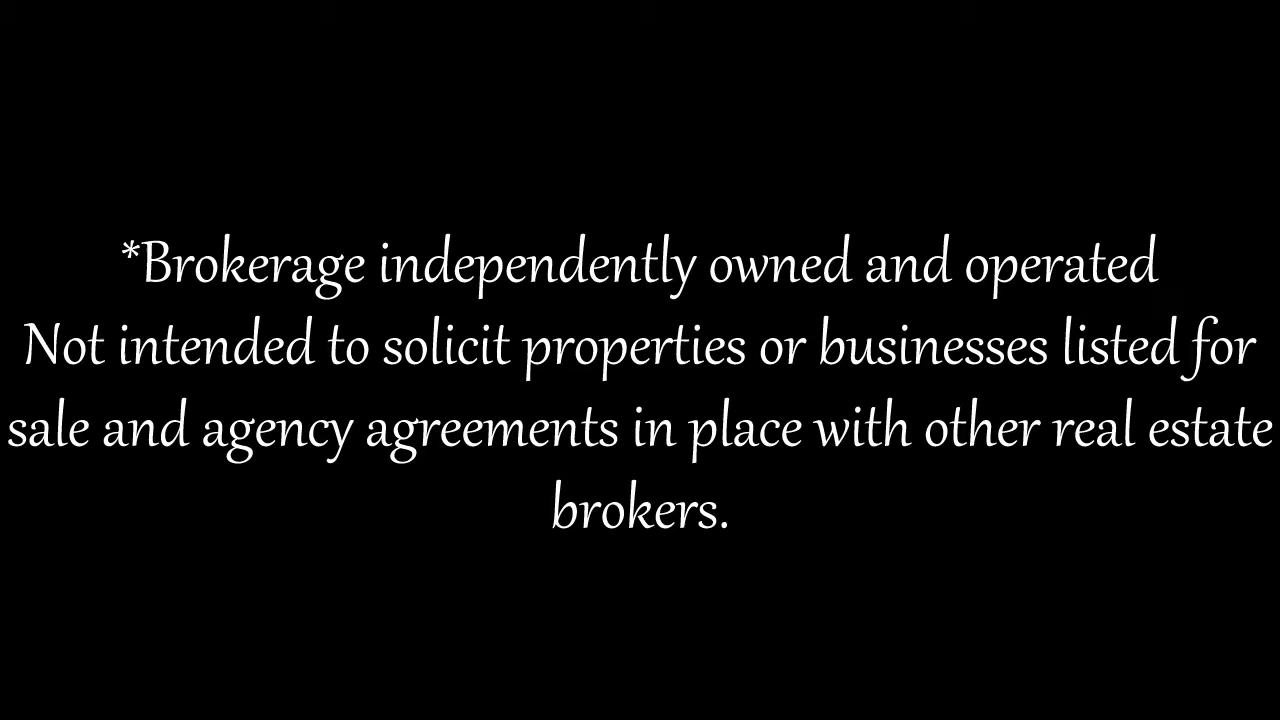 *Brokerage independently owned and operated
Not intended to solicit properties or businesses listed for
sale and agency agreements in place with other real estate
brokers.